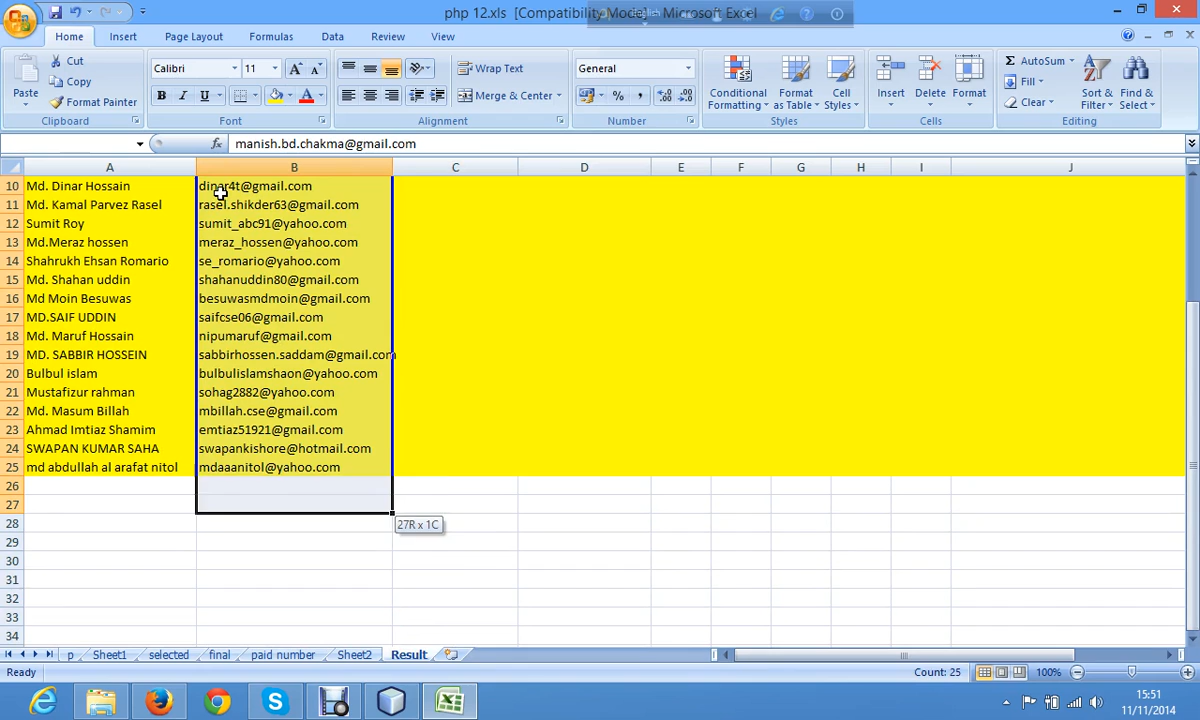 php 12.xls [Compatibility Mode] - Microsoft Excel
Home Insert Page Layout Formulas Data Review View
Paste
Cut
Copy
Format Painter
Clipboard
Calibri 11
B I U
Font
Wrap Text
Merge & Center
Alignment
General
Number
Conditional Formatting
Format as Table
Cell Styles
Styles
Insert Delete Format
Cells
AutoSum
Fill
Clear
Sort & Filter
Find & Select
Editing
fx manish.bd.chakma@gmail.com
A B C D E F G H I J
10 Md. Dinar Hossain dinar4t@gmail.com
11 Md. Kamal Parvez Rasel rasel.shikder63@gmail.com
12 Sumit Roy sumit_abc91@yahoo.com
13 Md.Meraz hossen meraz_hossen@yahoo.com
14 Shahrukh Ehsan Romario se_romario@yahoo.com
15 Md. Shahan uddin shahanuddin80@gmail.com
16 Md Moin Besuwas besuwasmdmoin@gmail.com
17 MD.SAIF UDDIN saifcse06@gmail.com
18 Md. Maruf Hossain nipumaruf@gmail.com
19 MD. SABBIR HOSSEIN sabbirhossen.saddam@gmail.com
20 Bulbul islam bulbulislamshaon@yahoo.com
21 Mustafizur rahman sohag2882@yahoo.com
22 Md. Masum Billah mbillah.cse@gmail.com
23 Ahmad Imtiaz Shamim emtiaz51921@gmail.com
24 SWAPAN KUMAR SAHA swapankishore@hotmail.com
25 md abdullah al arafat nitol mdaaanitol@yahoo.com
26
27
28 27R x 1C
29
30
31
32
33
34
p Sheet1 selected final paid number Sheet2 Result
Ready Count: 25 100%
15:51
11/11/2014